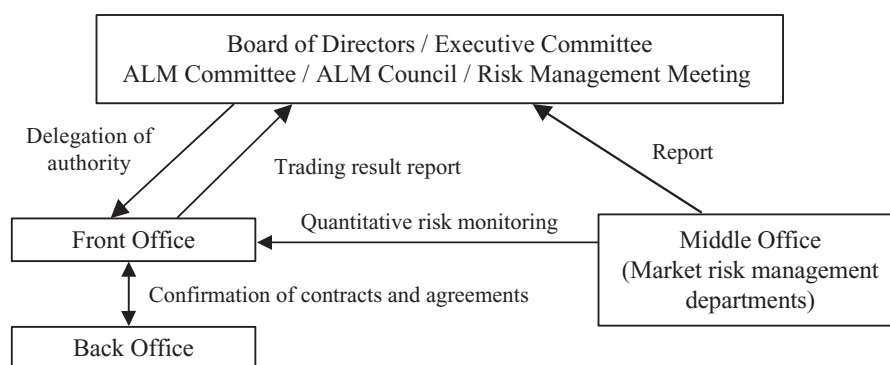 Board of Directors / Executive Committee
ALM Committee / ALM Council / Risk Management Meeting
Delegation of
authority
Trading result report
Report
Quantitative risk monitoring
Front Office
Middle Office
(Market risk management
departments)
Confirmation of contracts and agreements
Back Office